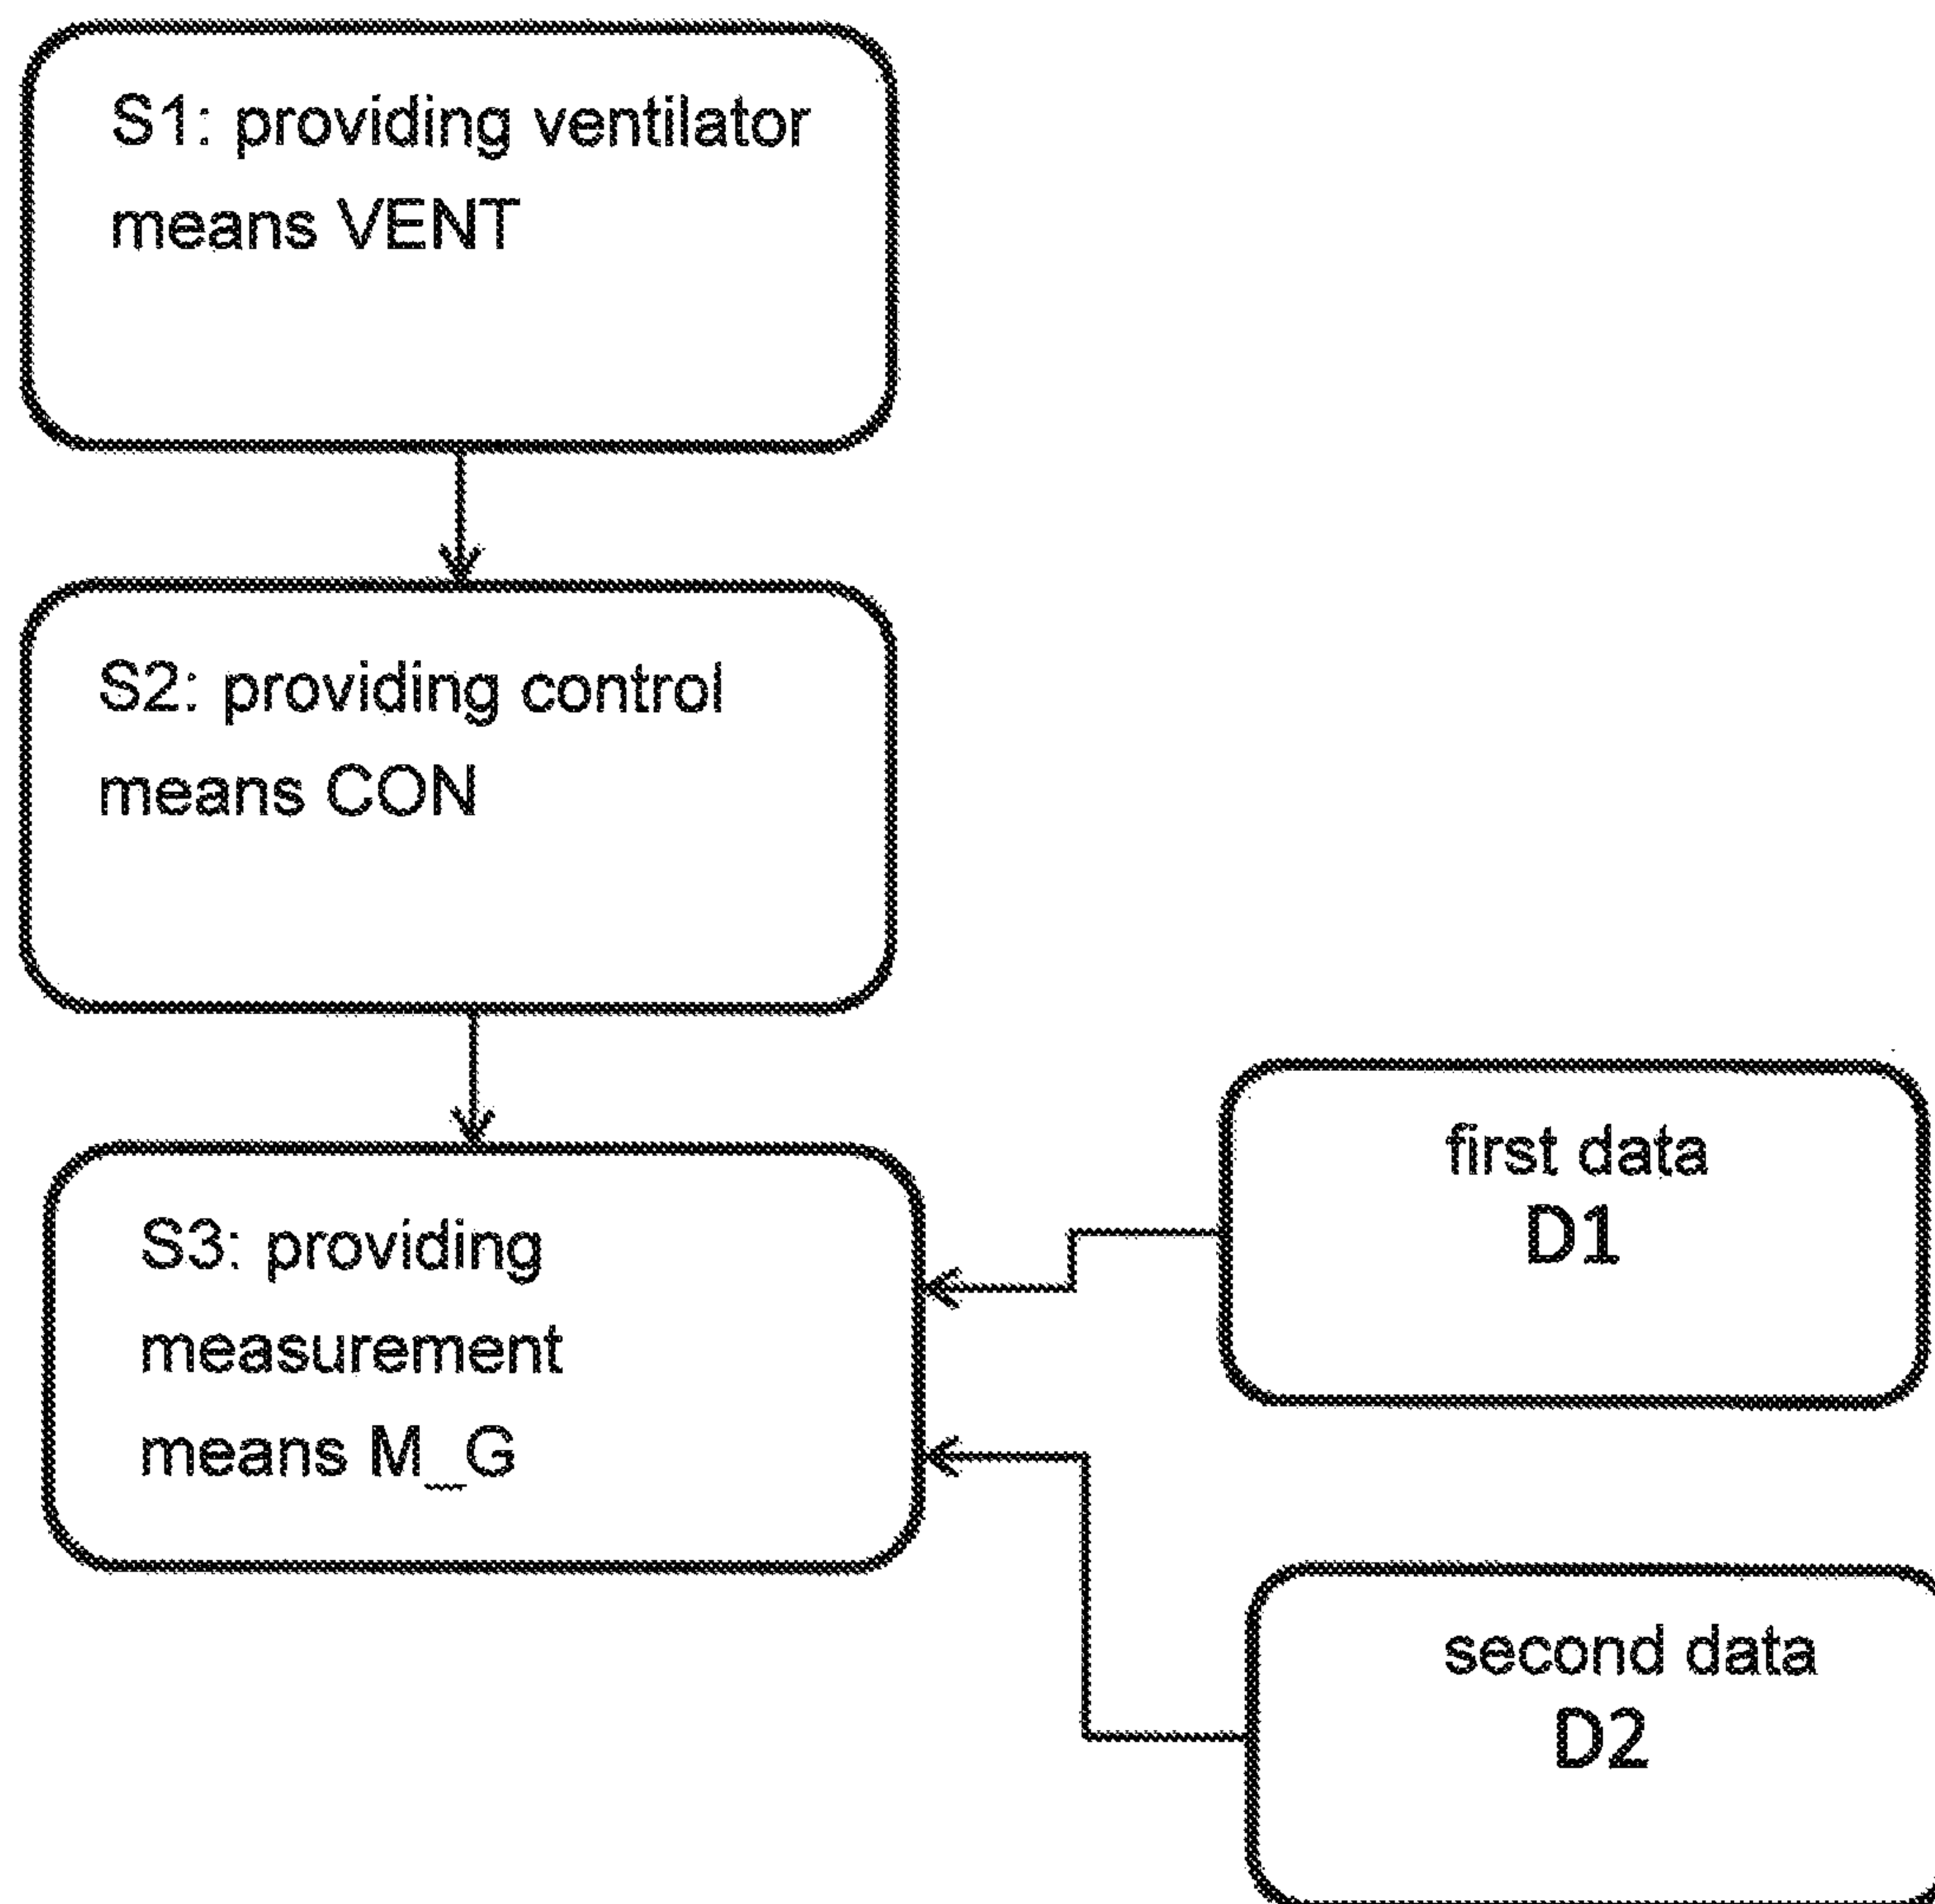 S1: providing ventilator
means VENT
S2: providing control
means CON
S3: providing
measurement
means M_G
first data
D1
second data
D2